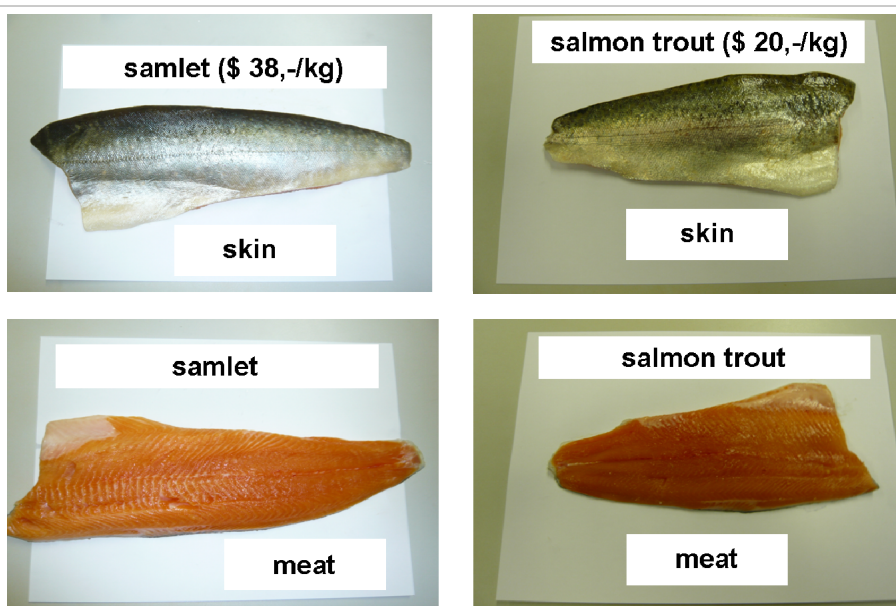 samlet ($ 38,-/kg)
salmon trout ($ 20,-/kg)
skin
skin
samlet
salmon trout
meat
meat